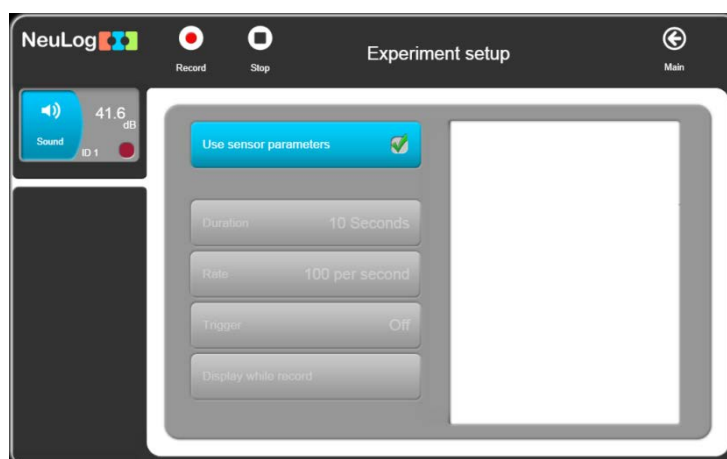 NeuLog
Record
Stop
Experiment setup
Main
41.6
dB
Sound
ID 1
Use sensor parameters
Duration 10 Seconds
Rate 100 per second
Trigger Off
Display while record